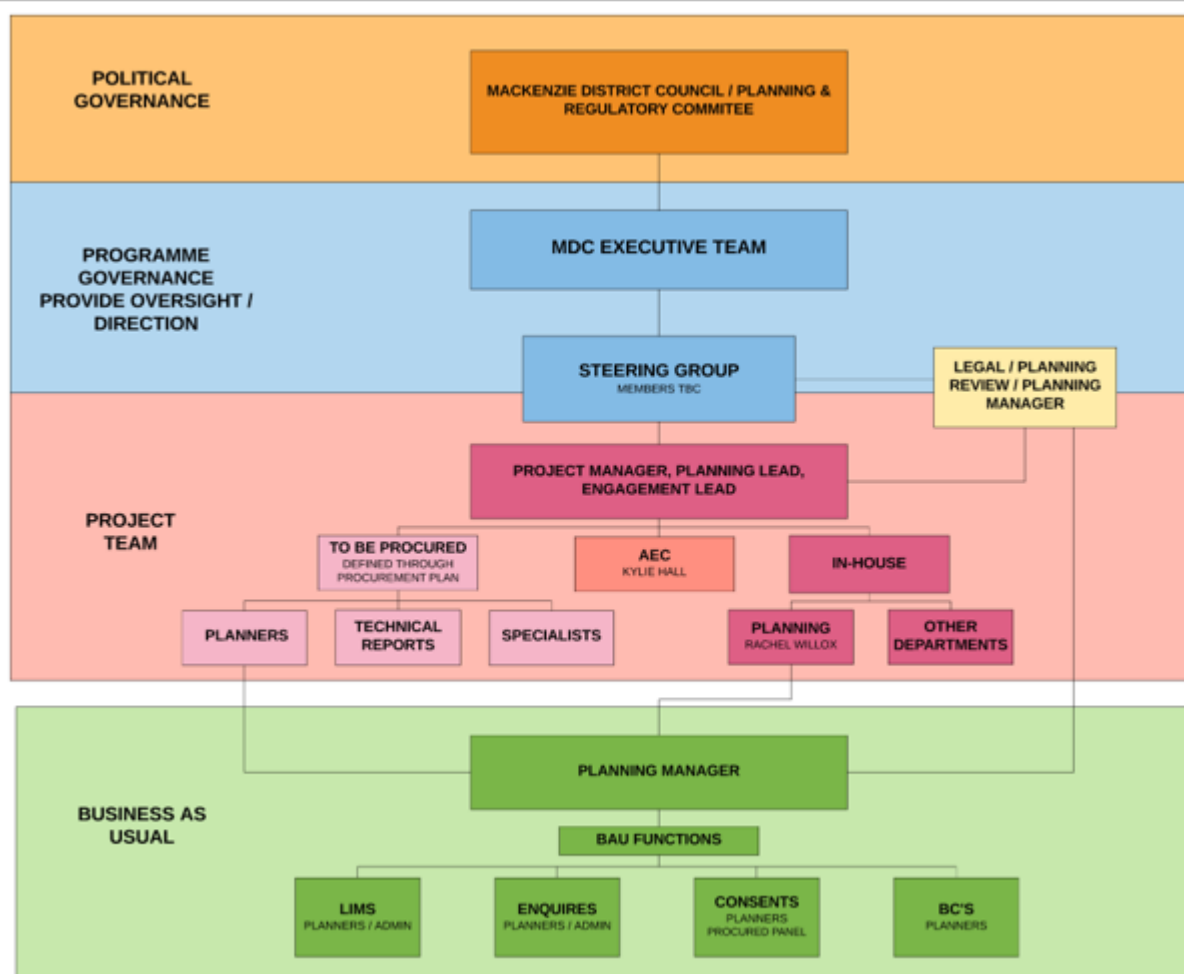 POLITICAL
GOVERNANCE
MACKENZIE DISTRICT COUNCIL / PLANNING &
REGULATORY COMMITEE
PROGRAMME
GOVERNANCE
PROVIDE OVERSIGHT /
DIRECTION
MDC EXECUTIVE TEAM
STEERING GROUP
MEMBERS TBC
LEGAL / PLANNING
REVIEW / PLANNING
MANAGER
PROJECT
TEAM
PROJECT MANAGER, PLANNING LEAD,
ENGAGEMENT LEAD
TO BE PROCURED
DEFINED THROUGH
PROCUREMENT PLAN
AEC
KYLIE HALL
IN-HOUSE
PLANNERS
TECHNICAL
REPORTS
SPECIALISTS
PLANNING
RACHEL WILLOX
OTHER
DEPARTMENTS
BUSINESS AS
USUAL
PLANNING MANAGER
BAU FUNCTIONS
LIMS
PLANNERS / ADMIN
ENQUIRES
PLANNERS / ADMIN
CONSENTS
PLANNERS
PROCURED PANEL
BC'S
PLANNERS